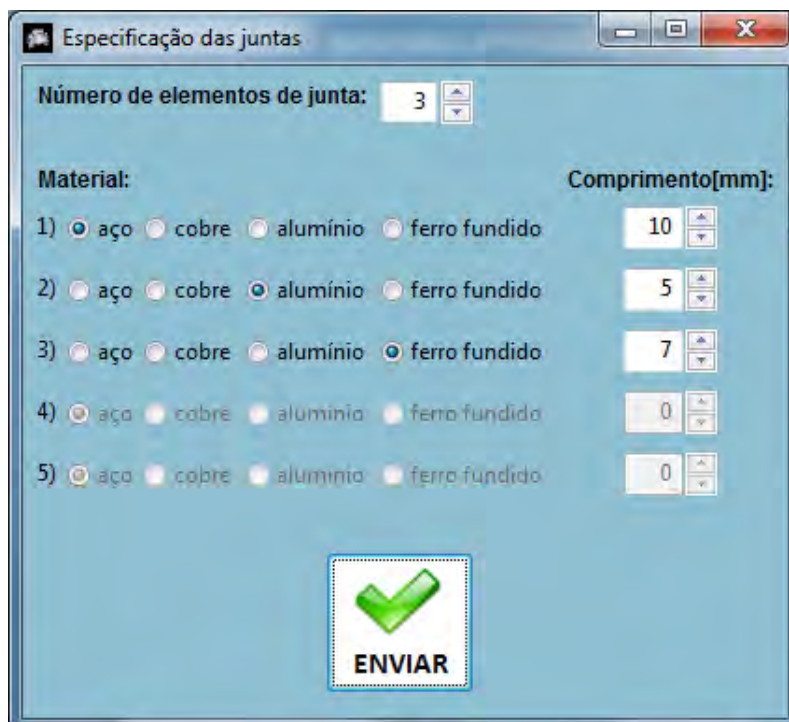 Especificação das juntas
Número de elementos de junta: 3
Material: Comprimento[mm]:
1) aço cobre alumínio ferro fundido 10
2) aço cobre alumínio ferro fundido 5
3) aço cobre alumínio ferro fundido 7
4) aço cobre alumínio ferro fundido 0
5) aço cobre alumínio ferro fundido 0
ENVIAR